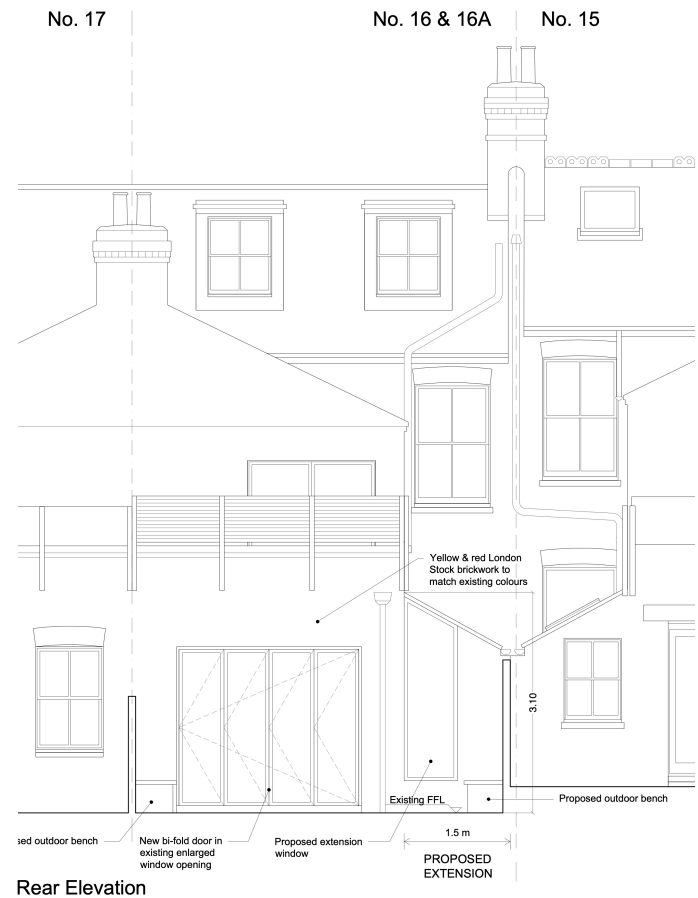 No. 17
No. 16 & 16A
No. 15
Yellow & red London
Stock brickwork to
match existing colours
3.10
Existing FFL
Proposed outdoor bench
sed outdoor bench
New bi-fold door in
existing enlarged
window opening
Proposed extension
window
1.5 m
PROPOSED
EXTENSION
Rear Elevation